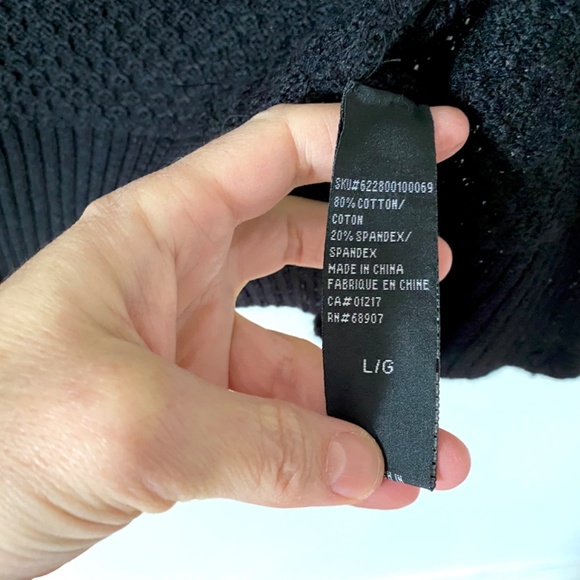 SKU#622800100069
80% COTTON/
COTON
20% SPANDEX/
SPANDEX
MADE IN CHINA
FABRIQUE EN CHINE
CA# 01217
RN# 68907
L/G